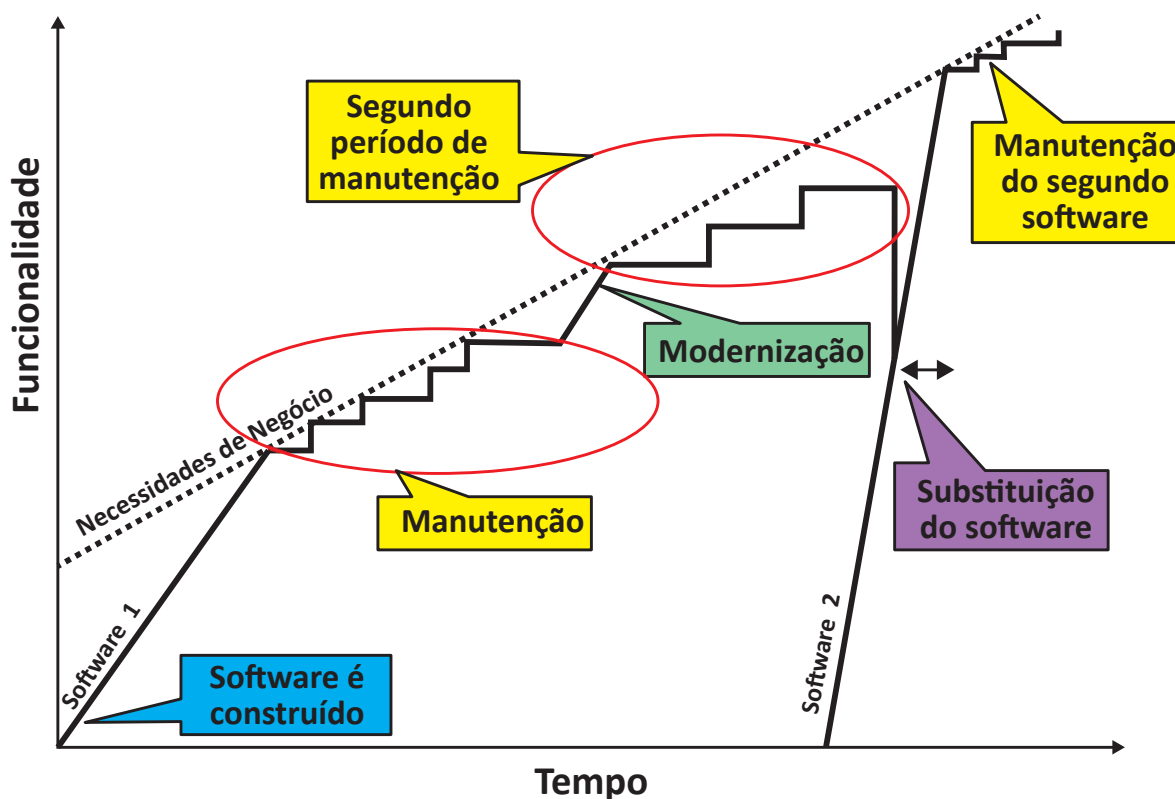 Segundo
período de
manutenção
Manutenção
do segundo
software
Funcionalidade
Modernização
Necessidades de Negócio
Manutenção
Substituição
do software
Software 1
Software é
construído
Software 2
Tempo